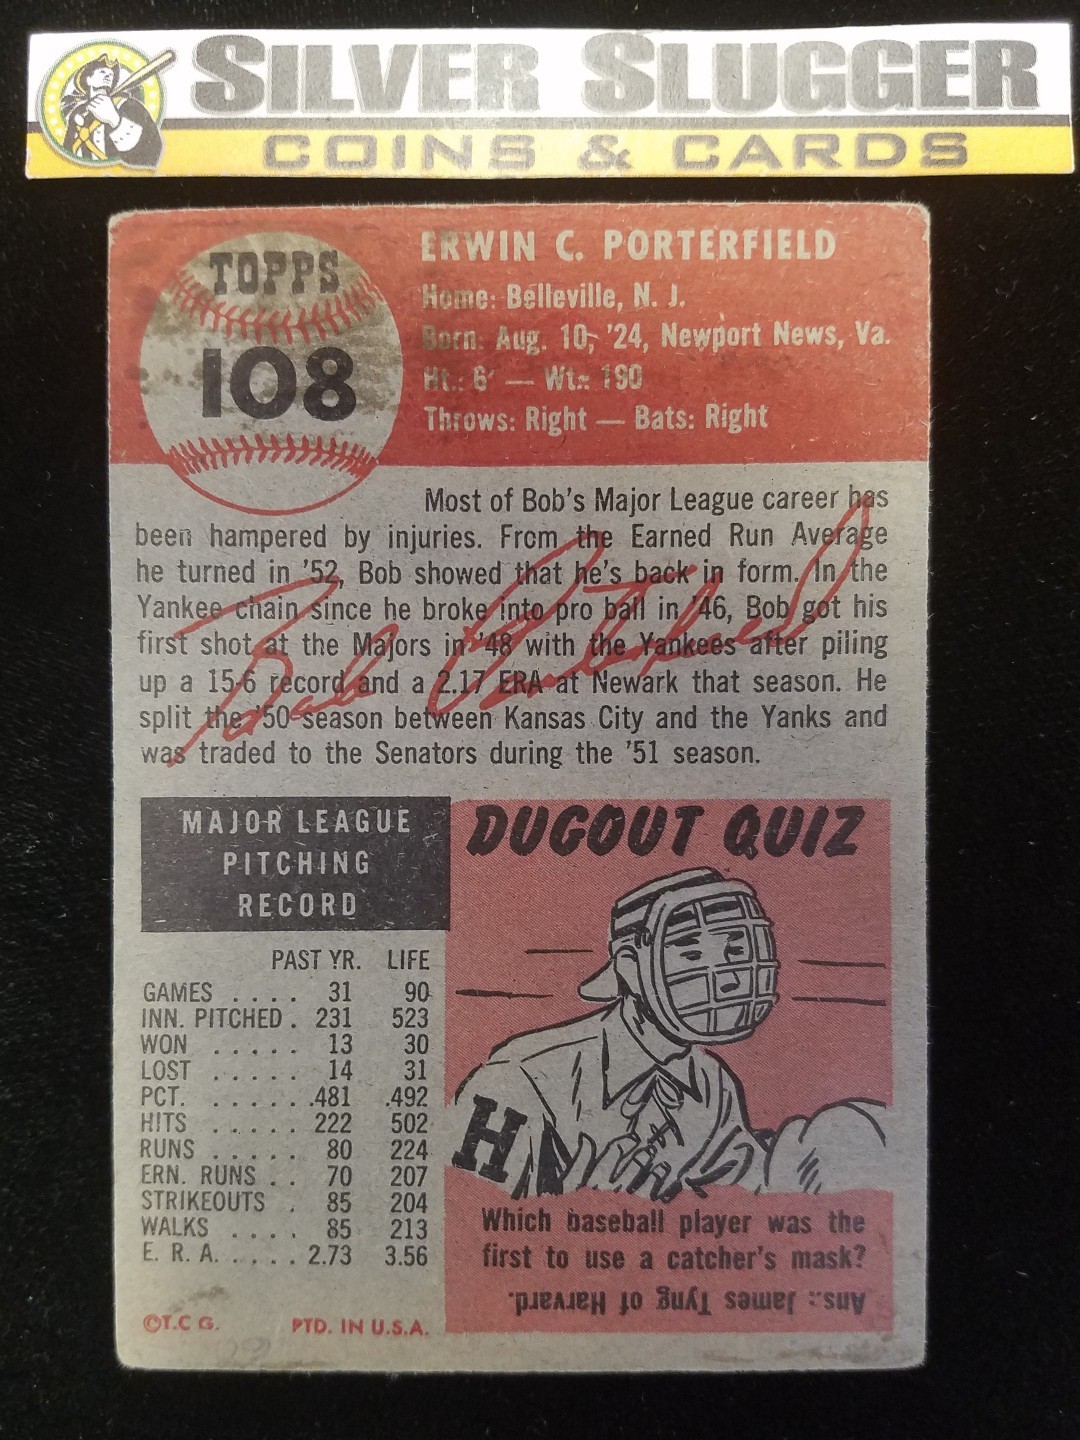 SILVER SLUGGER
COINS & CARDS
TOPPS
108
ERWIN C. PORTERFIELD
Home: Belleville, N. J.
Born: Aug. 10, '24, Newport News, Va.
Ht.: 6' — Wt.: 190
Throws: Right — Bats: Right
Most of Bob's Major League career has
been hampered by injuries. From the Earned Run Average
he turned in '52, Bob showed that he's back in form. In the
Yankee chain since he broke into pro ball in '46, Bob got his
first shot at the Majors in '48 with the Yankees after piling
up a 15-6 record and a 2.17 ERA at Newark that season. He
split the '50 season between Kansas City and the Yanks and
was traded to the Senators during the '51 season.
Bob Porterfield
MAJOR LEAGUE
PITCHING
RECORD
PAST YR. LIFE
GAMES . . . . 31 90
INN. PITCHED . 231 523
WON . . . . . 13 30
LOST . . . . . 14 31
PCT. . . . . . .481 .492
HITS . . . . . 222 502
RUNS . . . . . 80 224
ERN. RUNS . . 70 207
STRIKEOUTS . 85 204
WALKS . . . . 85 213
E. R. A. . . . . 2.73 3.56
©T.C.G. PTD. IN U.S.A.
DUGOUT QUIZ
H
Which baseball player was the
first to use a catcher's mask?
Ans.: James Tyng of Harvard.